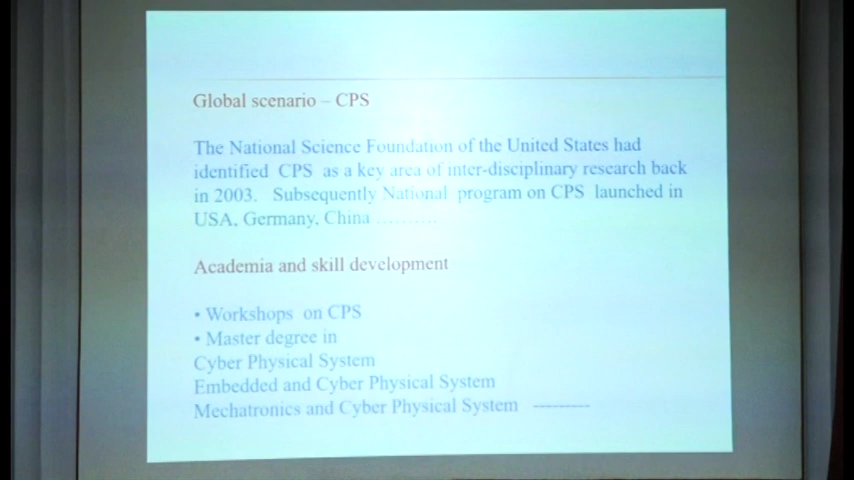 Global scenario – CPS
The National Science Foundation of the United States had
identified CPS as a key area of inter-disciplinary research back
in 2003. Subsequently National program on CPS launched in
USA, Germany, China ...........
Academia and skill development
• Workshops on CPS
• Master degree in
Cyber Physical System
Embedded and Cyber Physical System
Mechatronics and Cyber Physical System ---------